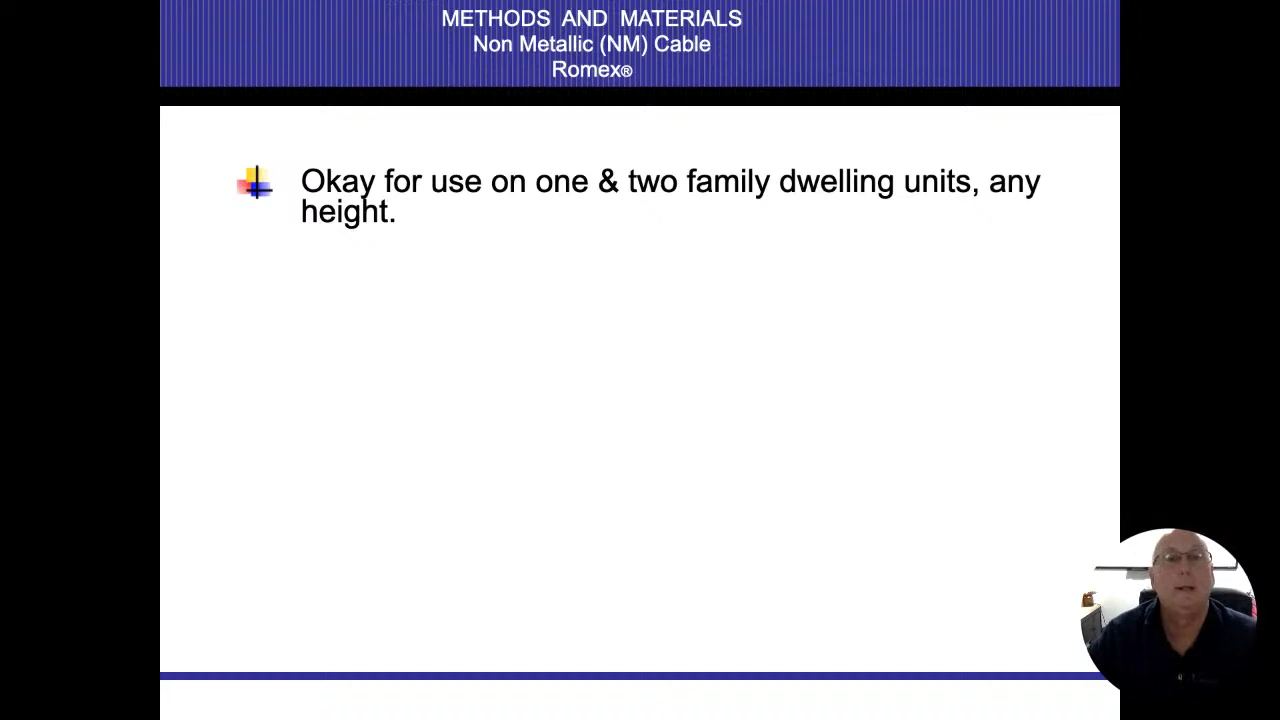 METHODS AND MATERIALS
Non Metallic (NM) Cable
Romex®
Okay for use on one & two family dwelling units, any
height.